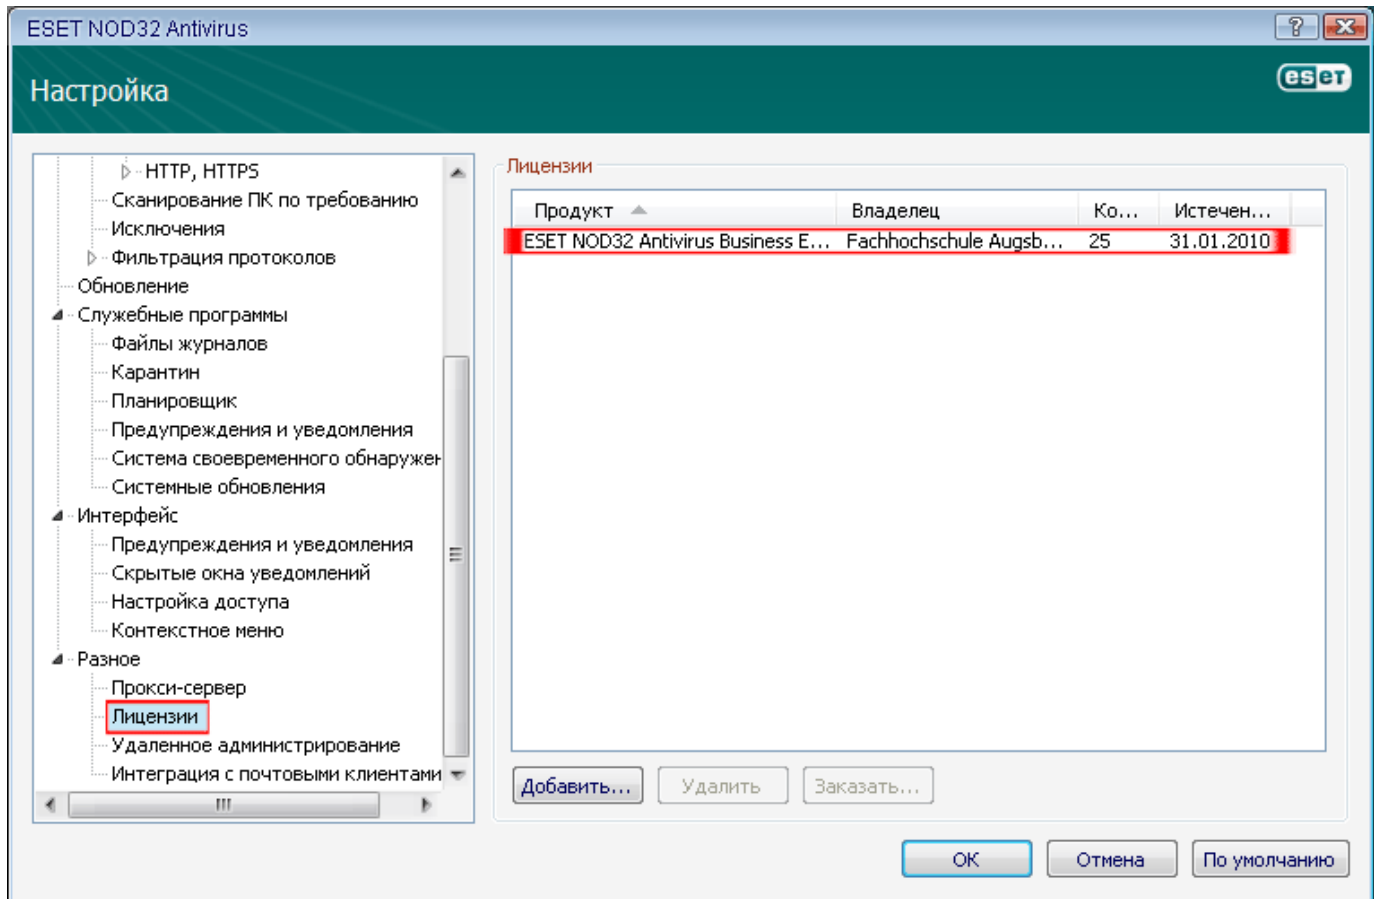 ESET NOD32 Antivirus
Настройка
eset
HTTP, HTTPS
Сканирование ПК по требованию
Исключения
Фильтрация протоколов
Обновление
Служебные программы
Файлы журналов
Карантин
Планировщик
Предупреждения и уведомления
Система своевременного обнаружен
Системные обновления
Интерфейс
Предупреждения и уведомления
Скрытые окна уведомлений
Настройка доступа
Контекстное меню
Разное
Прокси-сервер
Лицензии
Удаленное администрирование
Интеграция с почтовыми клиентами
Лицензии
Продукт Владелец Ко... Истечен...
ESET NOD32 Antivirus Business E... Fachhochschule Augsb... 25 31.01.2010
Добавить... Удалить Заказать...
ОК Отмена По умолчанию